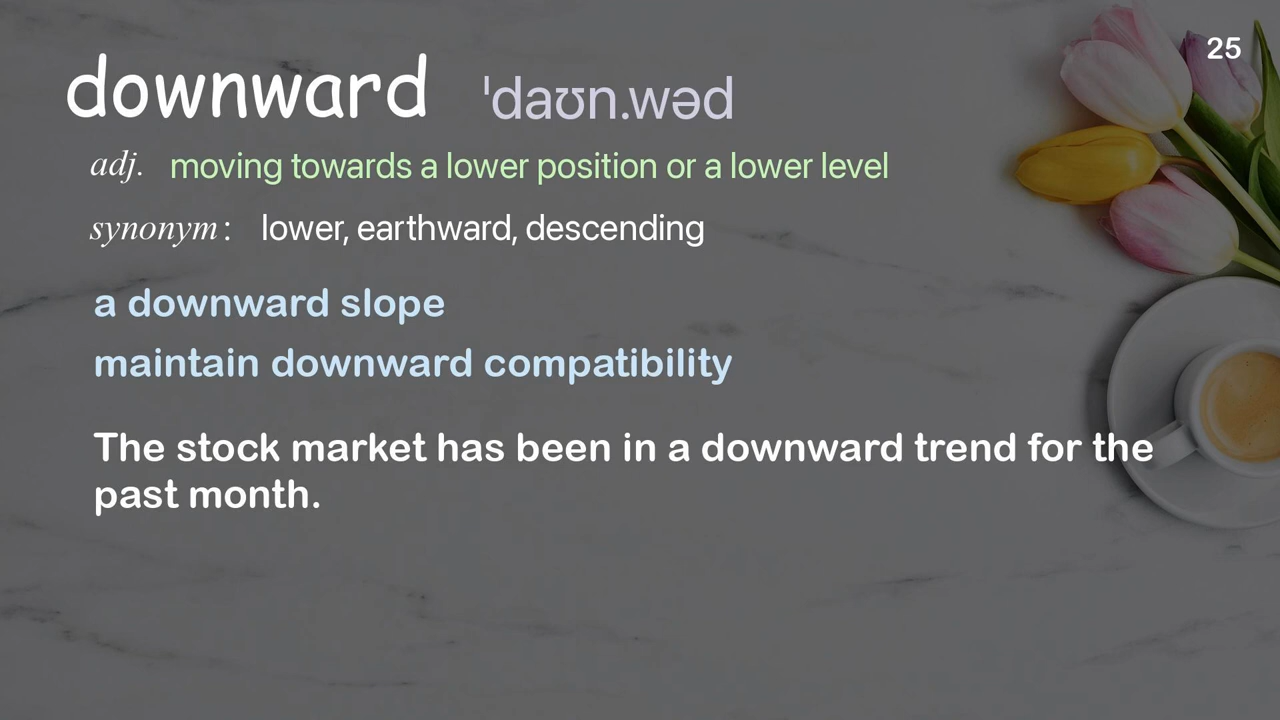 25
downward ˈdaʊn.wəd
adj. moving towards a lower position or a lower level
synonym: lower, earthward, descending
a downward slope
maintain downward compatibility
The stock market has been in a downward trend for the
past month.